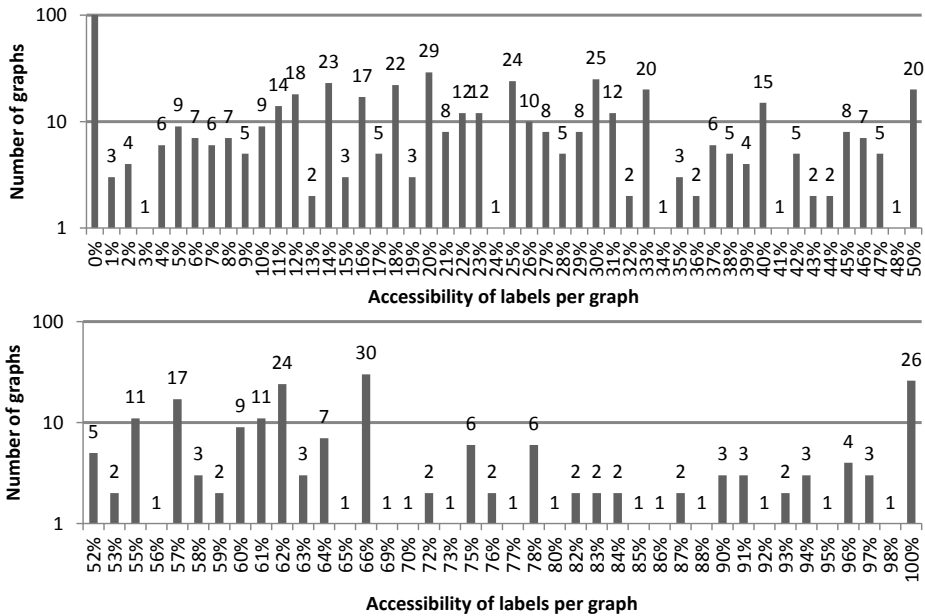 100
10
1
Number of graphs
3 4 1 6 9 7 6 7 5 9 14 18 2 23 3 17 5 22 3 29 8 12 12 1 24 10 8 5 8 25 12 2 20 1 3 2 6 5 4 15 1 5 2 2 8 7 5 1 20
0% 1% 2% 3% 4% 5% 6% 7% 8% 9% 10% 11% 12% 13% 14% 15% 16% 17% 18% 19% 20% 21% 22% 23% 24% 25% 26% 27% 28% 29% 30% 31% 32% 33% 34% 35% 36% 37% 38% 39% 40% 41% 42% 43% 44% 45% 46% 47% 48% 50%
Accessibility of labels per graph
100
10
1
Number of graphs
5 2 11 1 17 3 2 9 11 24 3 7 1 30 1 1 2 1 6 2 1 6 1 2 2 2 1 1 2 1 3 3 1 2 3 1 4 3 1 26
52% 53% 55% 56% 57% 58% 59% 60% 61% 62% 63% 64% 65% 66% 69% 70% 72% 73% 75% 76% 77% 78% 80% 82% 83% 84% 85% 86% 87% 88% 90% 91% 92% 93% 94% 95% 96% 97% 98% 100%
Accessibility of labels per graph